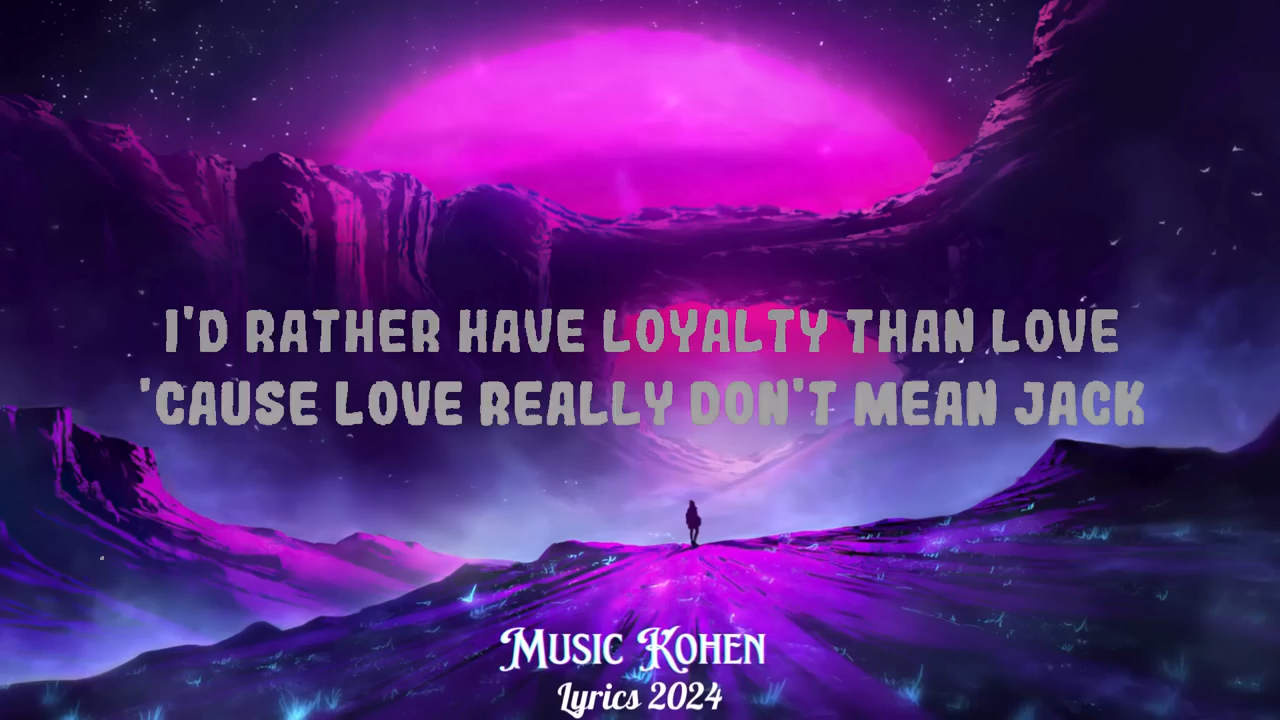 I'D RATHER HAVE LOYALTY THAN LOVE
'CAUSE LOVE REALLY DON'T MEAN JACK
MUSIC KOHEN
Lyrics 2024